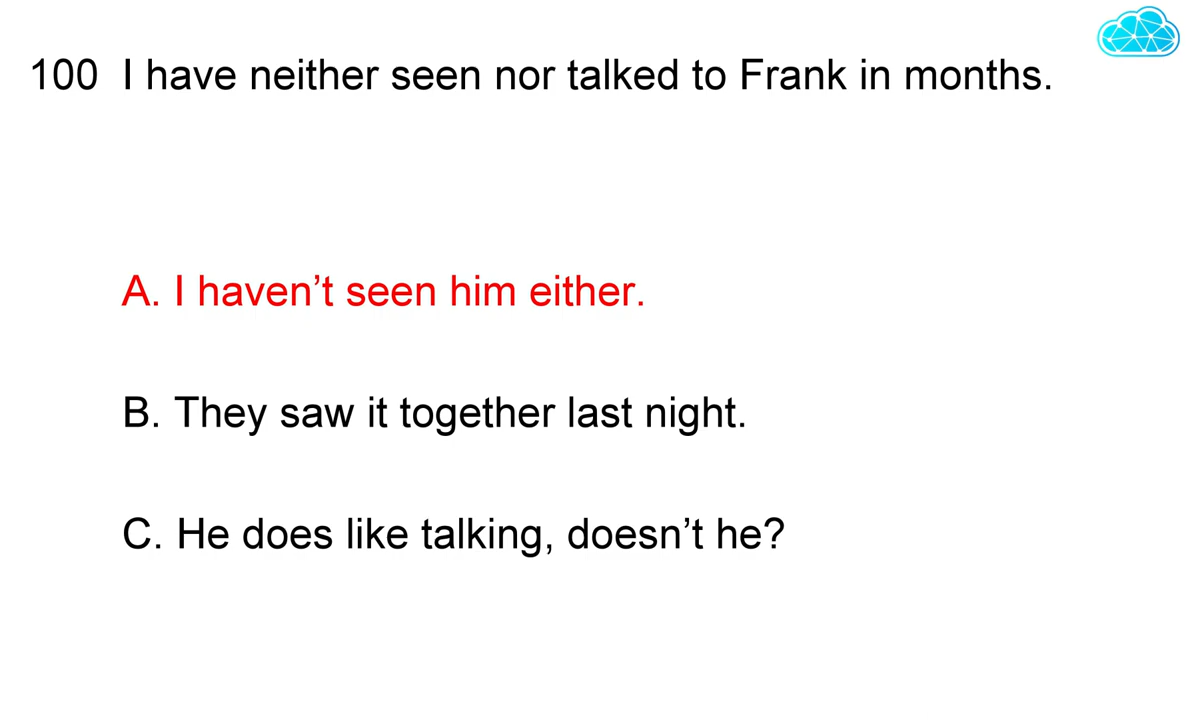 100 I have neither seen nor talked to Frank in months.
A. I haven’t seen him either.
B. They saw it together last night.
C. He does like talking, doesn’t he?